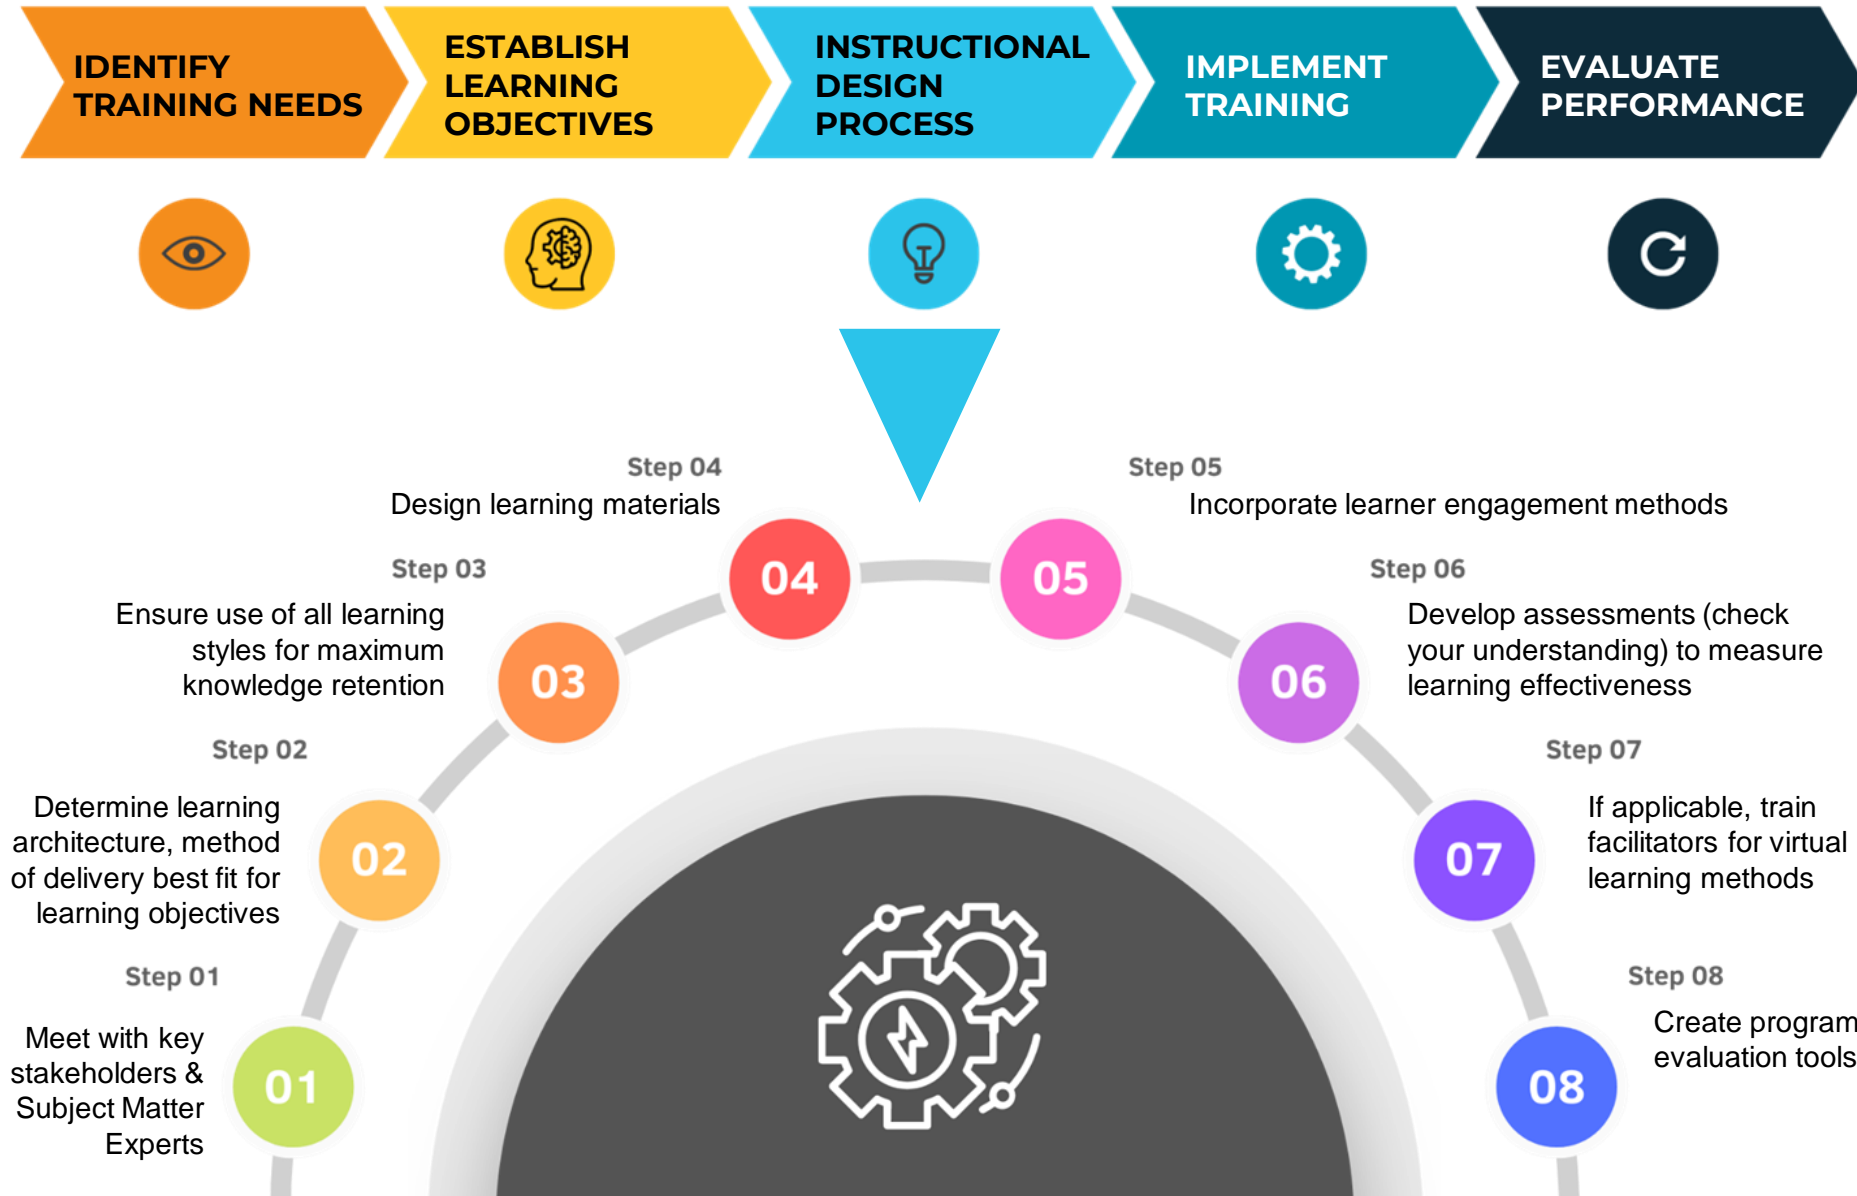 IDENTIFY
TRAINING NEEDS
ESTABLISH
LEARNING
OBJECTIVES
INSTRUCTIONAL
DESIGN
PROCESS
IMPLEMENT
TRAINING
EVALUATE
PERFORMANCE
Step 01
Meet with key
stakeholders &
Subject Matter
Experts
01
Step 02
Determine learning
architecture, method
of delivery best fit for
learning objectives
02
Step 03
Ensure use of all learning
styles for maximum
knowledge retention
03
Step 04
Design learning materials
04
Step 05
Incorporate learner engagement methods
05
Step 06
Develop assessments (check
your understanding) to measure
learning effectiveness
06
Step 07
If applicable, train
facilitators for virtual
learning methods
07
Step 08
Create program
evaluation tools
08